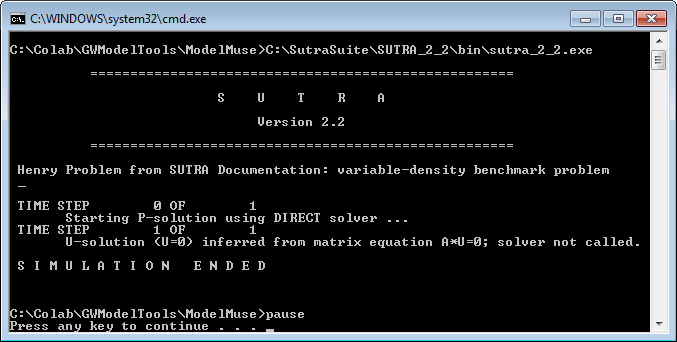 C:\WINDOWS\system32\cmd.exe
C:\Colab\GWModelTools\ModelMuse>C:\SutraSuite\SUTRA_2_2\bin\sutra_2_2.exe
=====================================================
S U T R A
Version 2.2
=====================================================
Henry Problem from SUTRA Documentation: variable-density benchmark problem
_
TIME STEP 0 OF 1
Starting P-solution using DIRECT solver ...
TIME STEP 1 OF 1
U-solution (U=0) inferred from matrix equation A*U=0; solver not called.
S I M U L A T I O N E N D E D
C:\Colab\GWModelTools\ModelMuse>pause
Press any key to continue . . . _